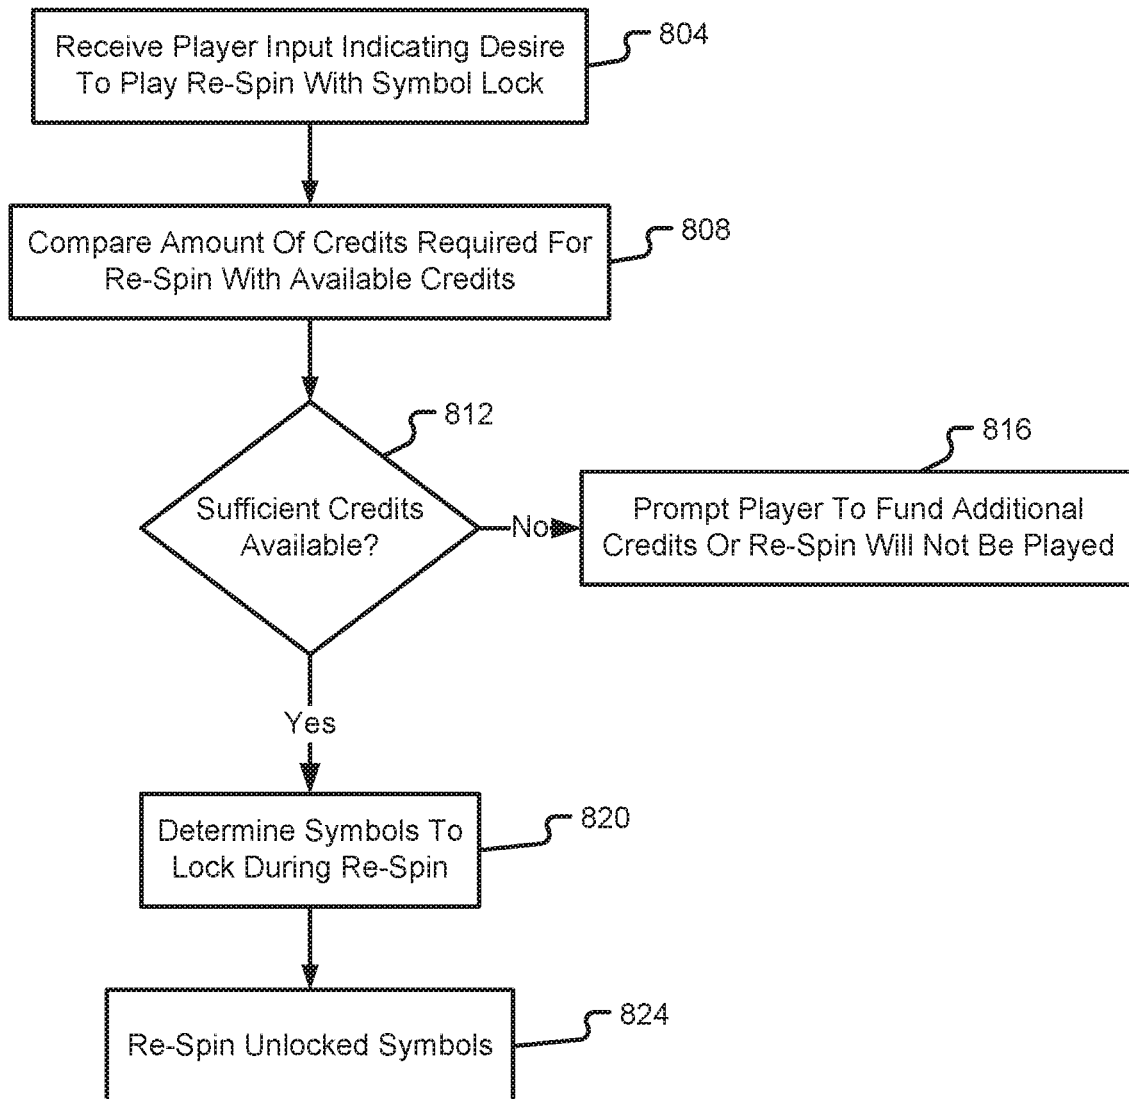 Receive Player Input Indicating Desire
To Play Re-Spin With Symbol Lock
804
Compare Amount Of Credits Required For
Re-Spin With Available Credits
808
812
Sufficient Credits
Available?
No
816
Prompt Player To Fund Additional
Credits Or Re-Spin Will Not Be Played
Yes
Determine Symbols To
Lock During Re-Spin
820
Re-Spin Unlocked Symbols
824